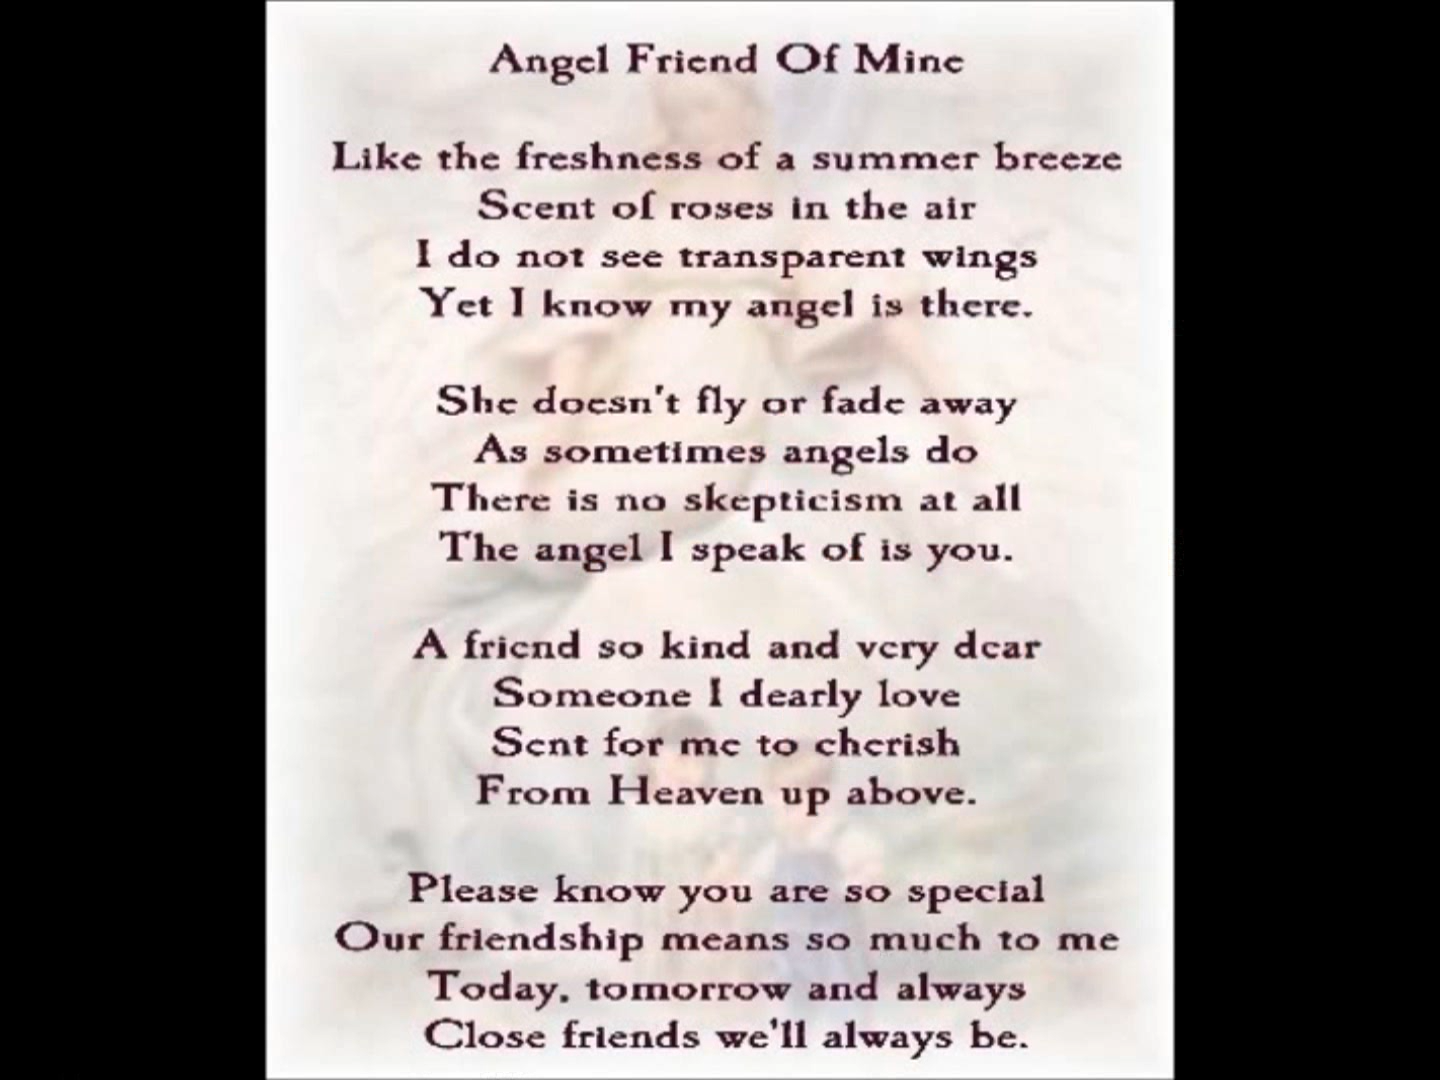 Angel Friend Of Mine
Like the freshness of a summer breeze
Scent of roses in the air
I do not see transparent wings
Yet I know my angel is there.
She doesn't fly or fade away
As sometimes angels do
There is no skepticism at all
The angel I speak of is you.
A friend so kind and very dear
Someone I dearly love
Sent for me to cherish
From Heaven up above.
Please know you are so special
Our friendship means so much to me
Today, tomorrow and always
Close friends we'll always be.